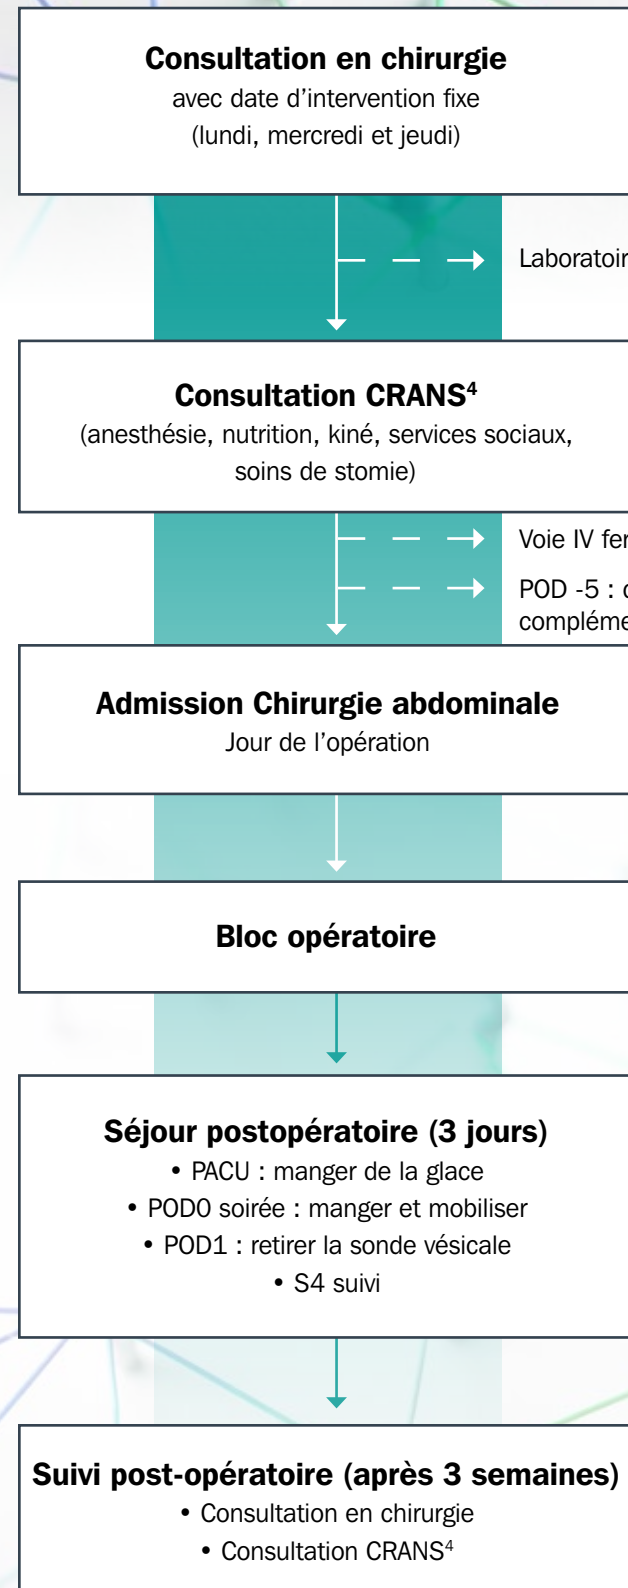 Consultation en chirurgie
avec date d’intervention fixe
(lundi, mercredi et jeudi)
Consultation CRANS⁴
(anesthésie, nutrition, kiné, services sociaux,
soins de stomie)
Voie IV
POD -5 :
Admission Chirurgie abdominale
Jour de l’opération
Bloc opératoire
Séjour postopératoire (3 jours)
• PACU : manger de la glace
• POD0 soirée : manger et mobiliser
• POD1 : retirer la sonde vésicale
• S4 suivi
Suivi post-opératoire (après 3 semaines)
• Consultation en chirurgie
• Consultation CRANS⁴